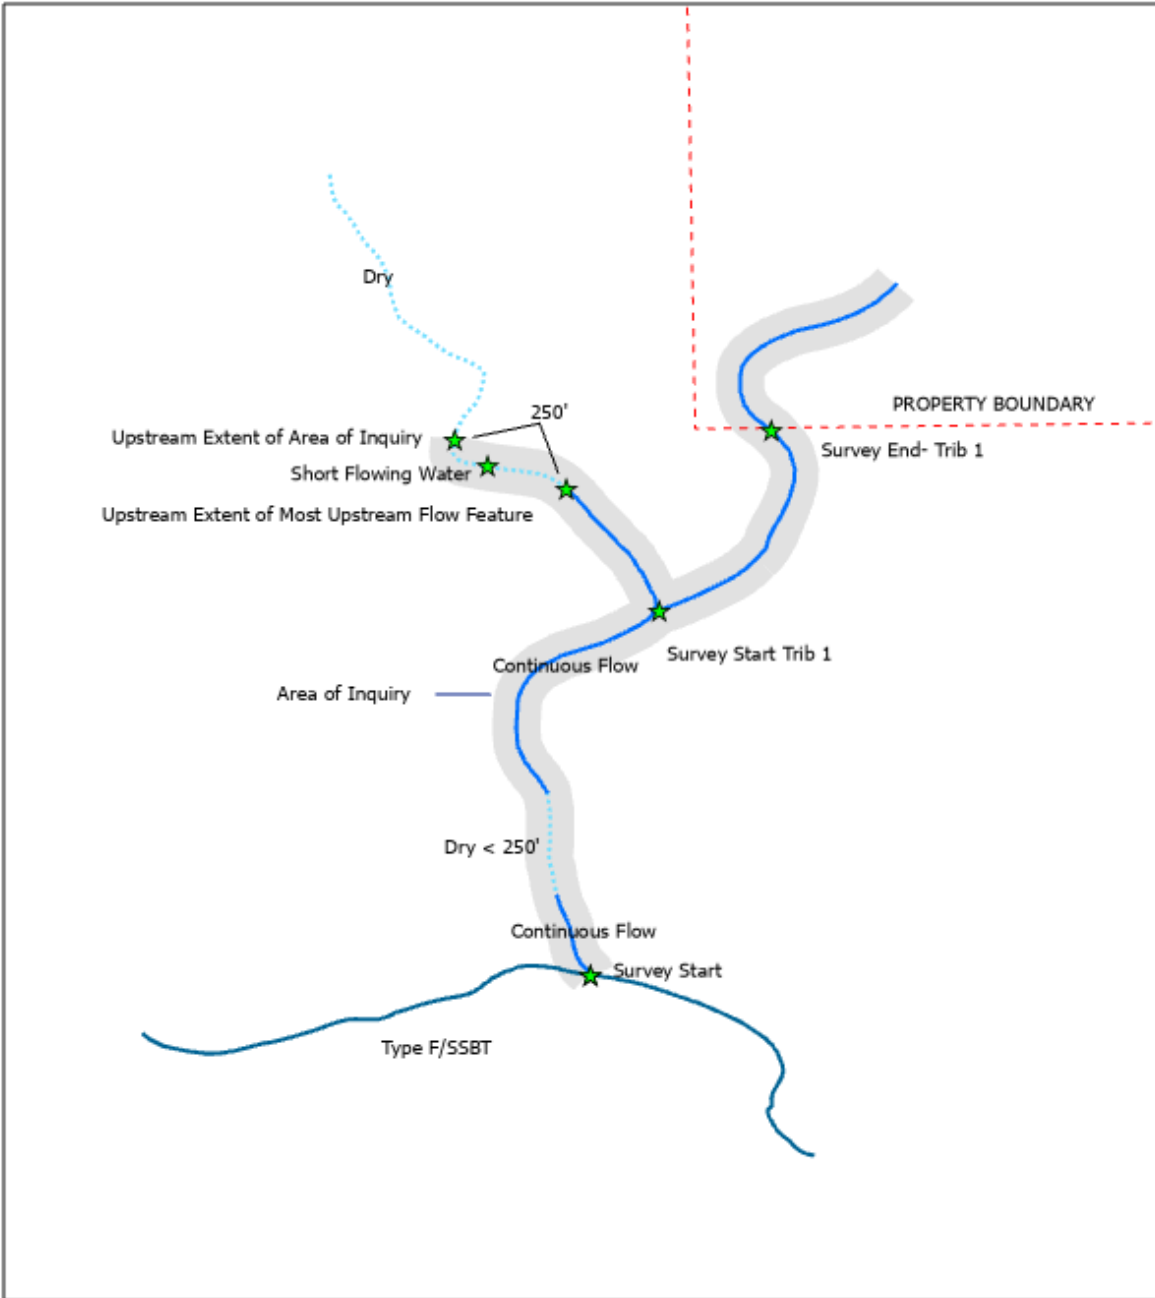 Dry
250'
PROPERTY BOUNDARY
Upstream Extent of Area of Inquiry
Survey End- Trib 1
Short Flowing Water
Upstream Extent of Most Upstream Flow Feature
Survey Start Trib 1
Continuous Flow
Area of Inquiry
Dry < 250'
Continuous Flow
Survey Start
Type F/SSBT